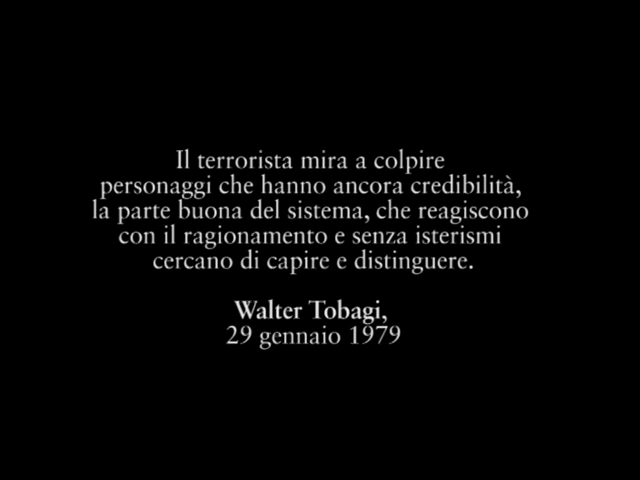 Il terrorista mira a colpire
personaggi che hanno ancora credibilità,
la parte buona del sistema, che reagiscono
con il ragionamento e senza isterismi
cercano di capire e distinguere.
Walter Tobagi,
29 gennaio 1979